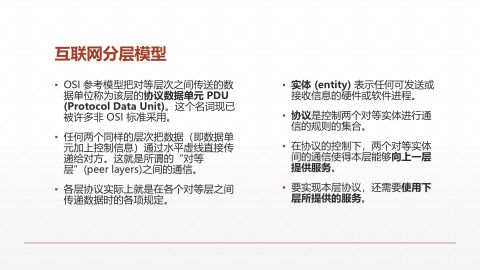 互联网分层模型
▪ OSI 参考模型把对等层次之间传送的数
据单位称为该层的协议数据单元 PDU
(Protocol Data Unit)。这个名词现已
被许多非 OSI 标准采用。
▪ 任何两个同样的层次把数据（即数据单
元加上控制信息）通过水平虚线直接传
递给对方。这就是所谓的“对等
层”(peer layers)之间的通信。
▪ 各层协议实际上就是在各个对等层之间
传递数据时的各项规定。
▪ 实体 (entity) 表示任何可发送或
接收信息的硬件或软件进程。
▪ 协议是控制两个对等实体进行通
信的规则的集合。
▪ 在协议的控制下，两个对等实体
间的通信使得本层能够向上一层
提供服务。
▪ 要实现本层协议，还需要使用下
层所提供的服务。